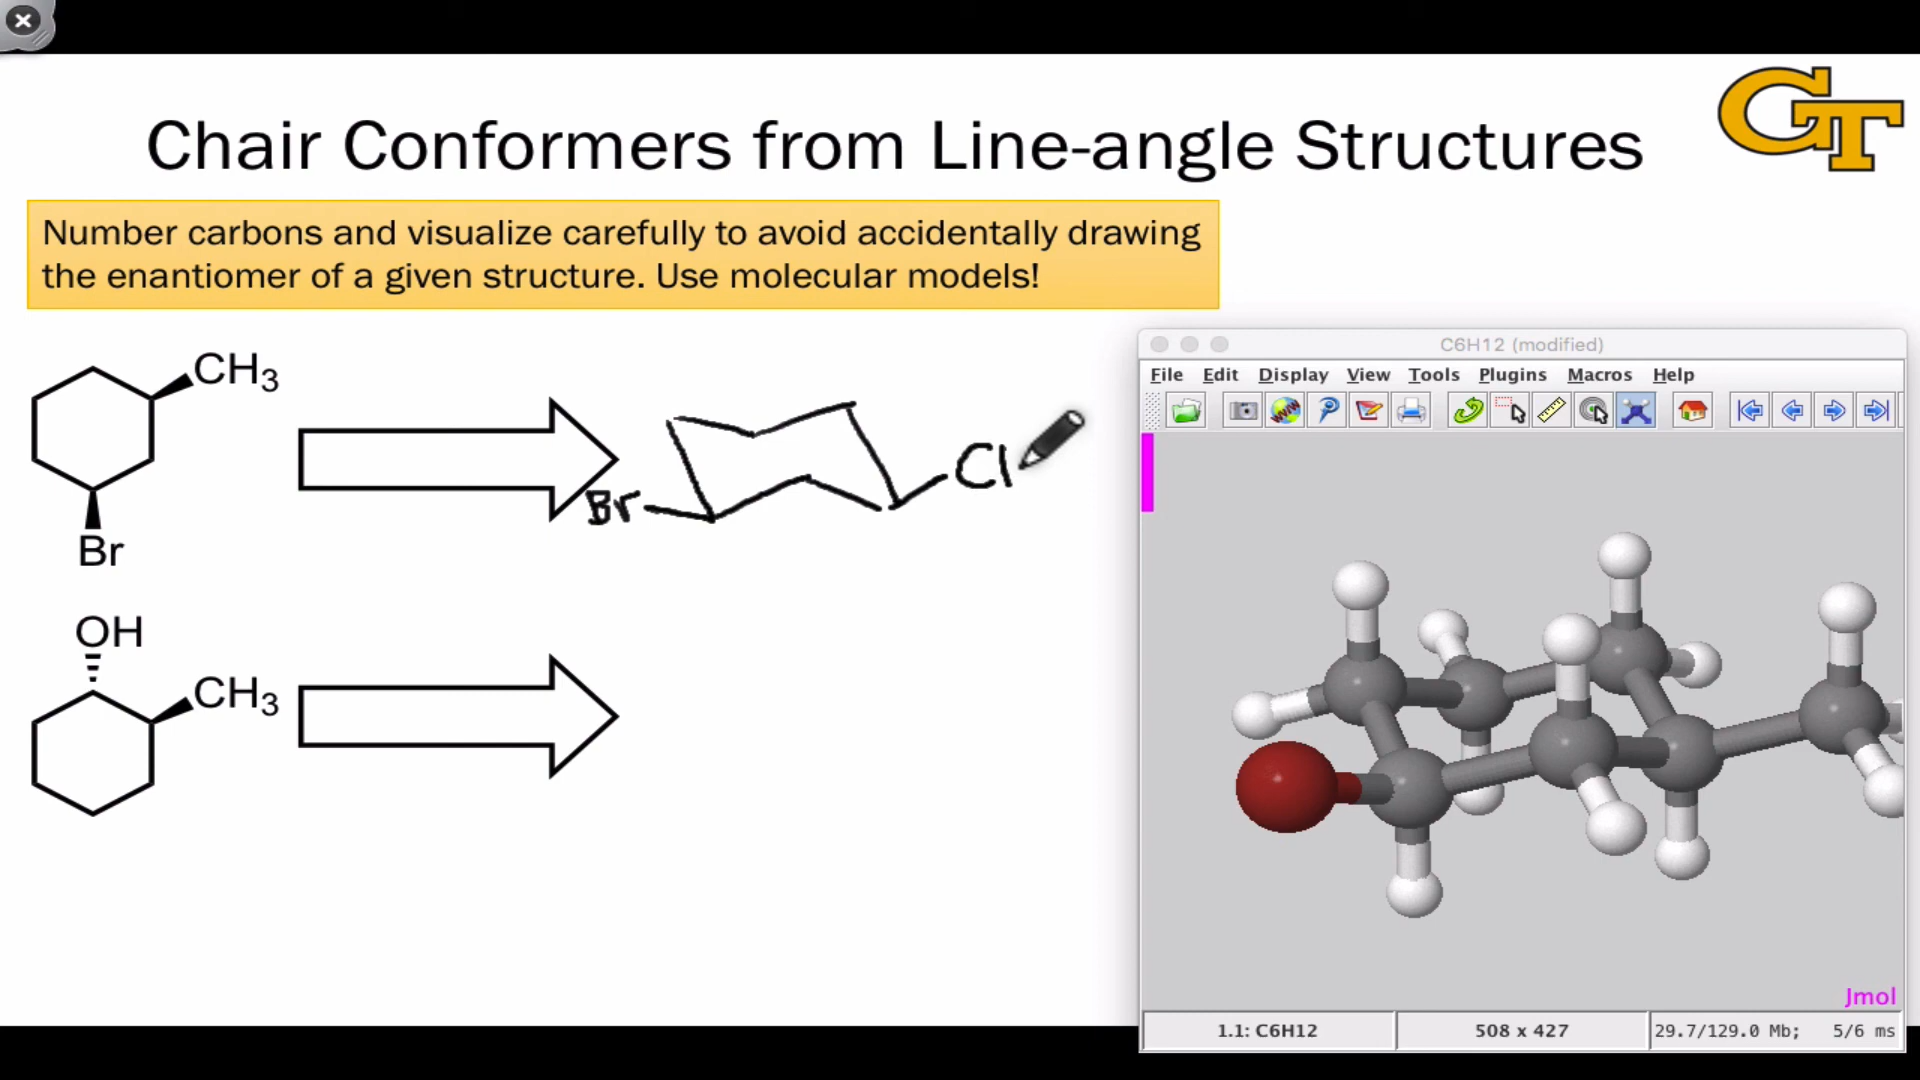 GT
Chair Conformers from Line-angle Structures
Number carbons and visualize carefully to avoid accidentally drawing
the enantiomer of a given structure. Use molecular models!
CH3
Br
Br
Cl
OH
CH3
C6H12 (modified)
File Edit Display View Tools Plugins Macros Help
Jmol
1.1: C6H12 508 x 427 29.7/129.0 Mb; 5/6 ms